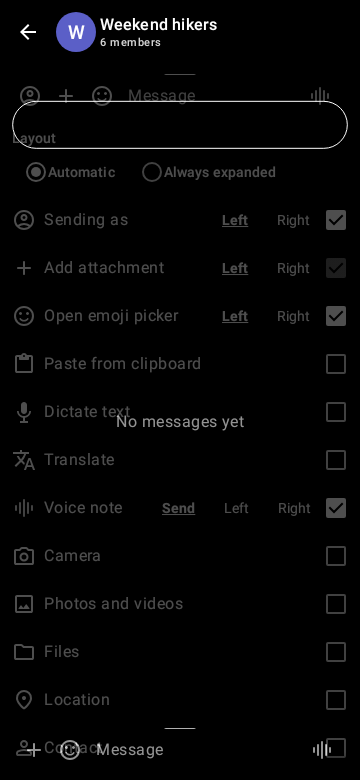 W
Weekend hikers
6 members
Message
Layout
Automatic Always expanded
Sending as Left Right
Add attachment Left Right
Open emoji picker Left Right
Paste from clipboard
Dictate text
No messages yet
Translate
Voice note Send Left Right
Camera
Photos and videos
Files
Location
Contact
Message